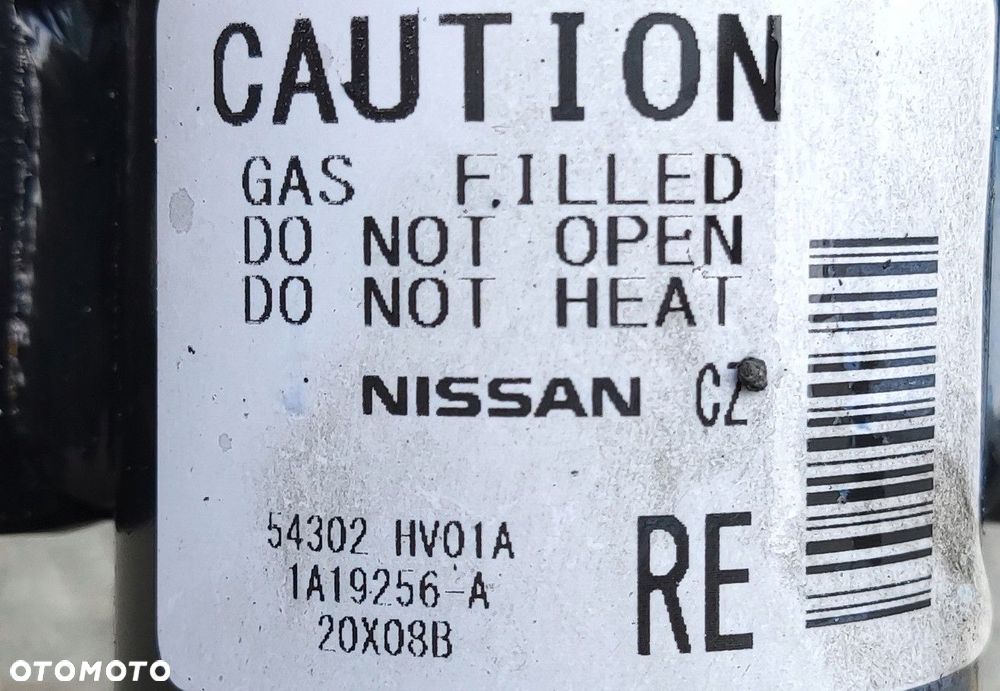 CAUTION
GAS FILLED
DO NOT OPEN
DO NOT HEAT
NISSAN CZ
54302 HV01A
1A19256-A
20X08B
RE
OTOMOTO